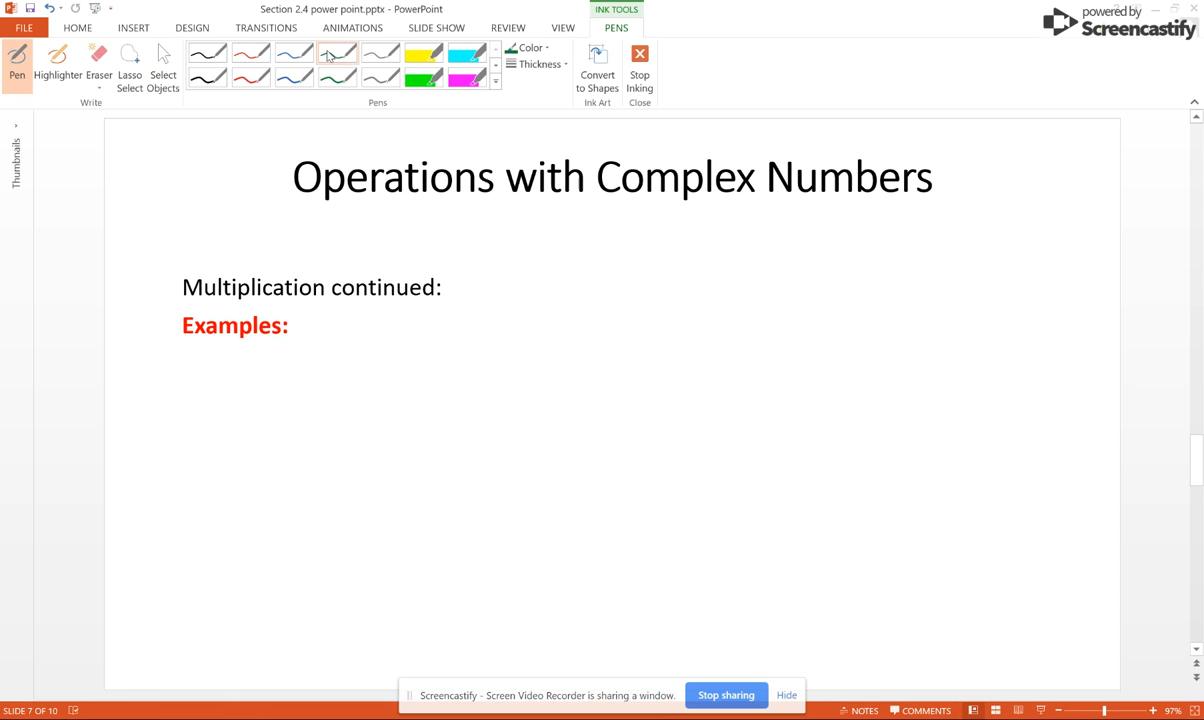 Section 2.4 power point.pptx - PowerPoint
INK TOOLS
powered by
Screencastify
FILE HOME INSERT DESIGN TRANSITIONS ANIMATIONS SLIDE SHOW REVIEW VIEW PENS
Pen Highlighter Eraser Lasso Select Select Objects
Color
Thickness
Convert to Shapes
Stop Inking
Write
Pens
Ink Art
Close
Thumbnails
Operations with Complex Numbers
Multiplication continued:
Examples:
Screencastify - Screen Video Recorder is sharing a window. Stop sharing Hide
SLIDE 7 OF 10 NOTES COMMENTS 97%